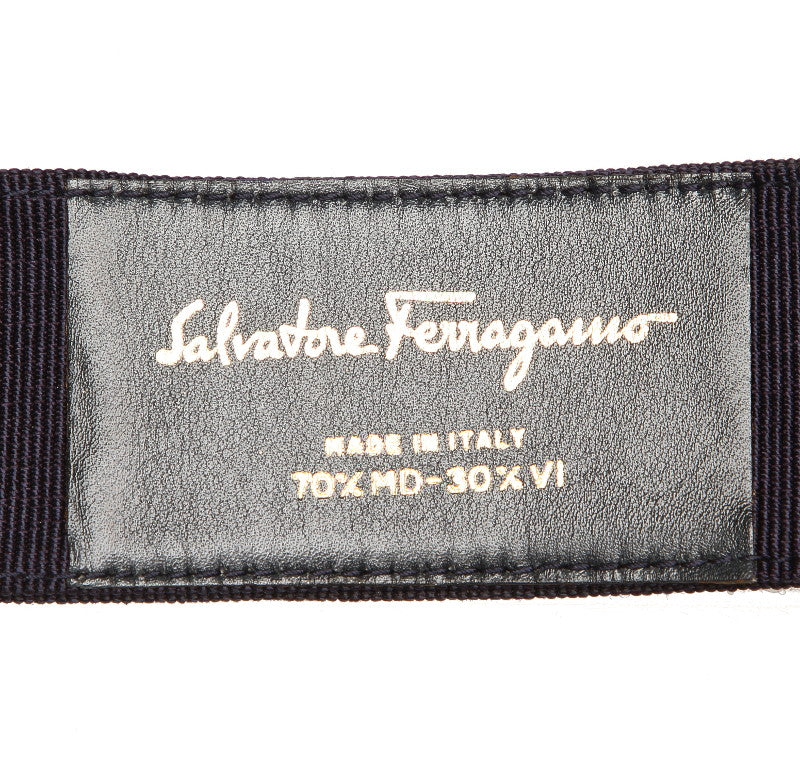 Salvatore Ferragamo
MADE IN ITALY
70% MD-30% VI